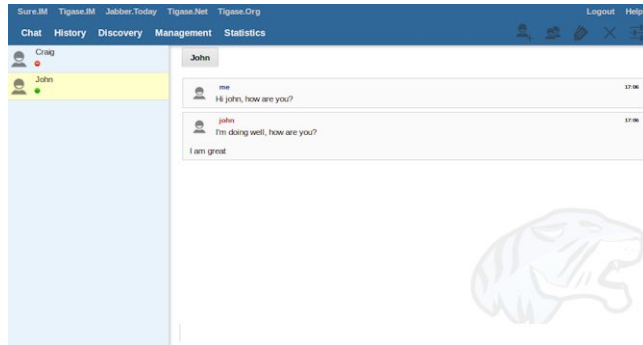 Sure.IM Tigase.IM Jabber.Today Tigase.Net Tigase.Org Logout Help
Chat History Discovery Management Statistics
Craig
John
John
me 17:06
Hi john, how are you?
john 17:06
I'm doing well, how are you?
I am great